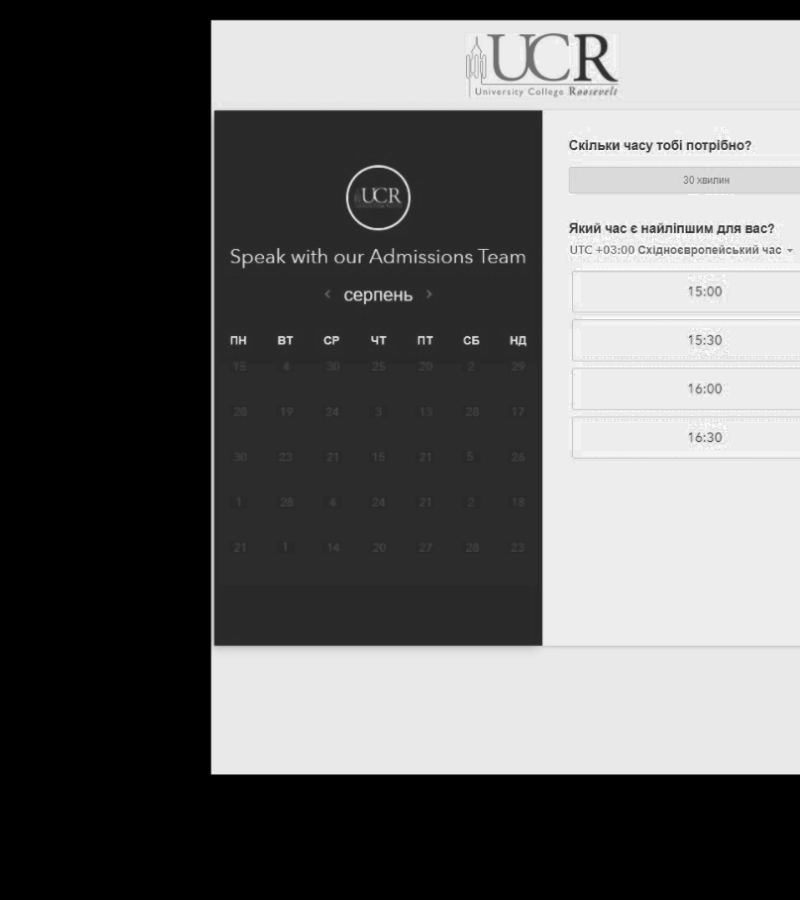 UCR
University College Roosevelt
UCR
Speak with our Admissions Team
‹ серпень ›
ПН ВТ СР ЧТ ПТ СБ НД
15 4 30 25 20 2 29
28 19 24 3 13 28 17
30 23 21 15 21 5 26
1 28 4 24 21 2 18
21 1 14 20 27 28 23
Скільки часу тобі потрібно?
30 хвилин
Який час є найліпшим для вас?
UTC +03:00 Східноєвропейський час
15:00
15:30
16:00
16:30